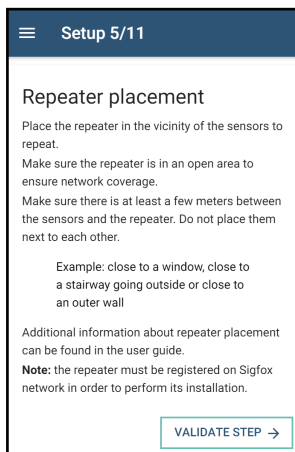 Setup 5/11
Repeater placement
Place the repeater in the vicinity of the sensors to
repeat.
Make sure the repeater is in an open area to
ensure network coverage.
Make sure there is at least a few meters between
the sensors and the repeater. Do not place them
next to each other.
Example: close to a window, close to
a stairway going outside or close to
an outer wall
Additional information about repeater placement
can be found in the user guide.
Note: the repeater must be registered on Sigfox
network in order to perform its installation.
VALIDATE STEP →